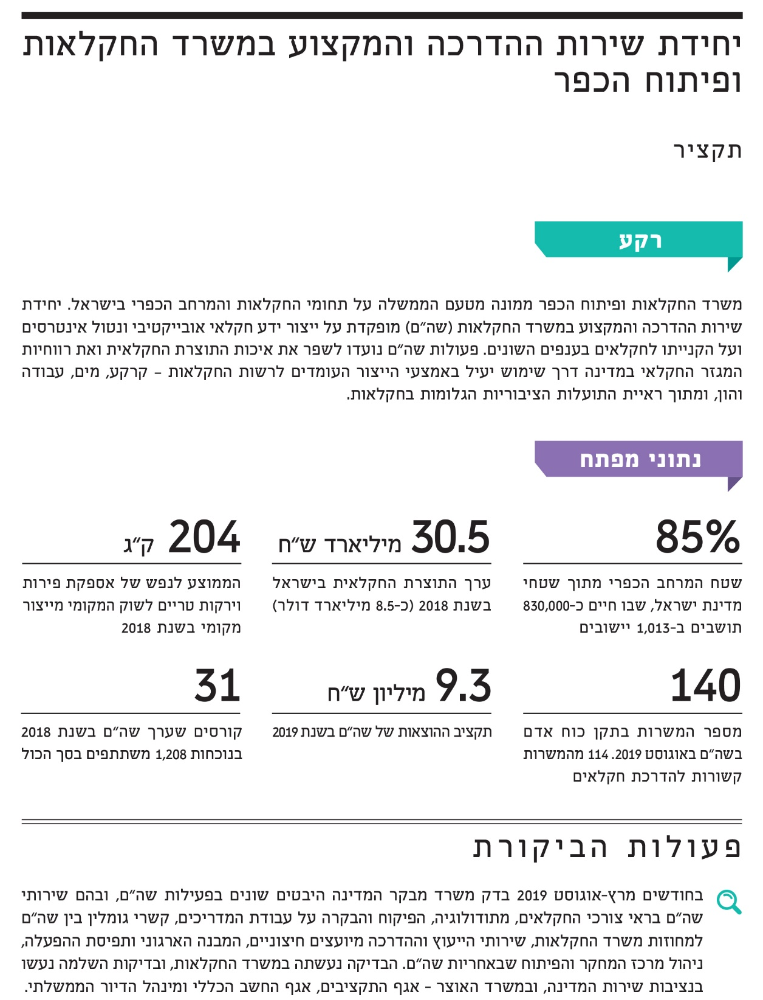 יחידת שירות ההדרכה והמקצוע במשרד החקלאות
ופיתוח הכפר
תקציר
רקע
משרד החקלאות ופיתוח הכפר ממונה מטעם הממשלה על תחומי החקלאות והמרחב הכפרי בישראל. יחידת
שירות ההדרכה והמקצוע במשרד החקלאות (שה"ם) מופקדת על ייצור ידע חקלאי אובייקטיבי ונטול אינטרסים
ועל הקנייתו לחקלאים בענפים השונים. פעולות שה"ם נועדו לשפר את איכות התוצרת החקלאית ואת רווחיות
המגזר החקלאי במדינה דרך שימוש יעיל באמצעי הייצור העומדים לרשות החקלאות – קרקע, מים, עבודה
והון, ומתוך ראיית התועלות הציבוריות הגלומות בחקלאות.
נתוני מפתח
85%
שטח המרחב הכפרי מתוך שטחי
מדינת ישראל, שבו חיים כ-830,000
תושבים ב-1,013 יישובים
30.5 מיליארד ש"ח
ערך התוצרת החקלאית בישראל
בשנת 2018 (כ-8.5 מיליארד דולר)
204 ק"ג
הממוצע לנפש של אספקת פירות
וירקות טריים לשוק המקומי מייצור
מקומי בשנת 2018
140
מספר המשרות בתקן כוח אדם
בשה"ם באוגוסט 2019. 114 מהמשרות
קשורות להדרכת חקלאים
9.3 מיליון ש"ח
תקציב ההוצאות של שה"ם בשנת 2019
31
קורסים שערך שה"ם בשנת 2018
בנוכחות 1,208 משתתפים בסך הכול
פעולות הביקורת
בחודשים מרץ-אוגוסט 2019 בדק משרד מבקר המדינה היבטים שונים בפעילות שה"ם, ובהם שירותי
שה"ם בראי צורכי החקלאים, מתודולוגיה, הפיקוח והבקרה על עבודת המדריכים, קשרי גומלין בין שה"ם
למחוזות משרד החקלאות, שירותי הייעוץ וההדרכה מיועצים חיצוניים, המבנה הארגוני ותפיסת ההפעלה,
ניהול מרכז המחקר והפיתוח שבאחריות שה"ם. הבדיקה נעשתה במשרד החקלאות, ובדיקות השלמה נעשו
בנציבות שירות המדינה, ובמשרד האוצר - אגף התקציבים, אגף החשב הכללי ומינהל הדיור הממשלתי.